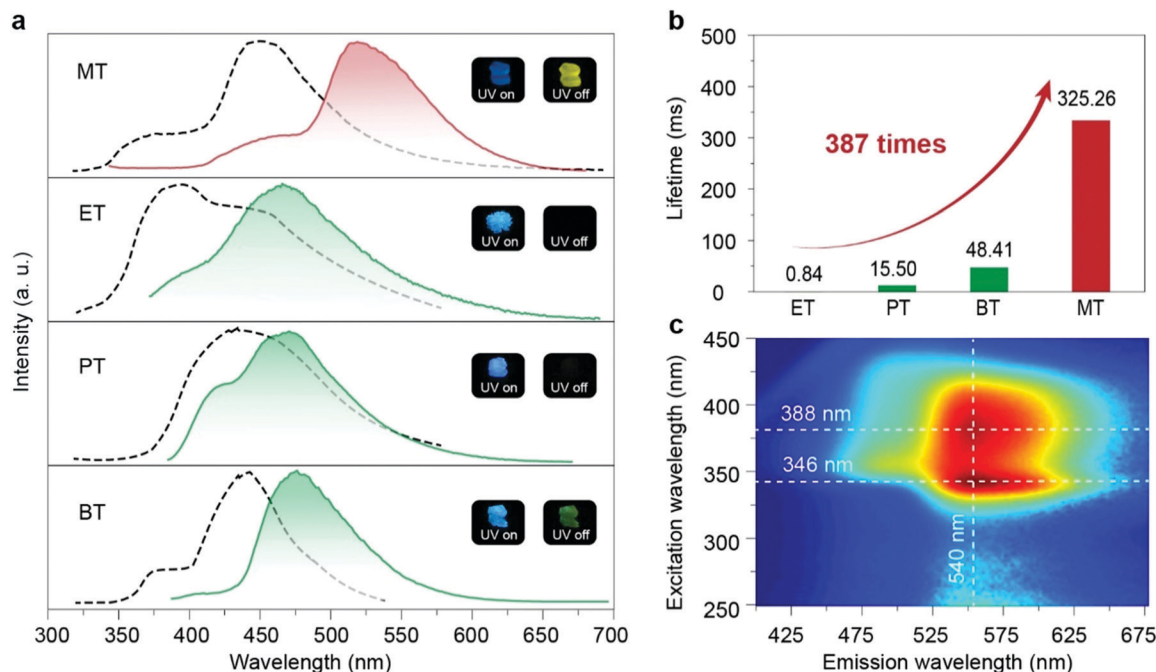 a
MT
UV on
UV off
ET
UV on
UV off
PT
UV on
UV off
BT
UV on
UV off
Intensity (a. u.)
300 350 400 450 500 550 600 650 700
Wavelength (nm)
b
500
400
300
200
100
0
Lifetime (ms)
387 times
0.84
15.50
48.41
325.26
ET PT BT MT
c
450
400
350
300
250
Excitation wavelength (nm)
388 nm
346 nm
540 nm
425 475 525 575 625 675
Emission wavelength (nm)